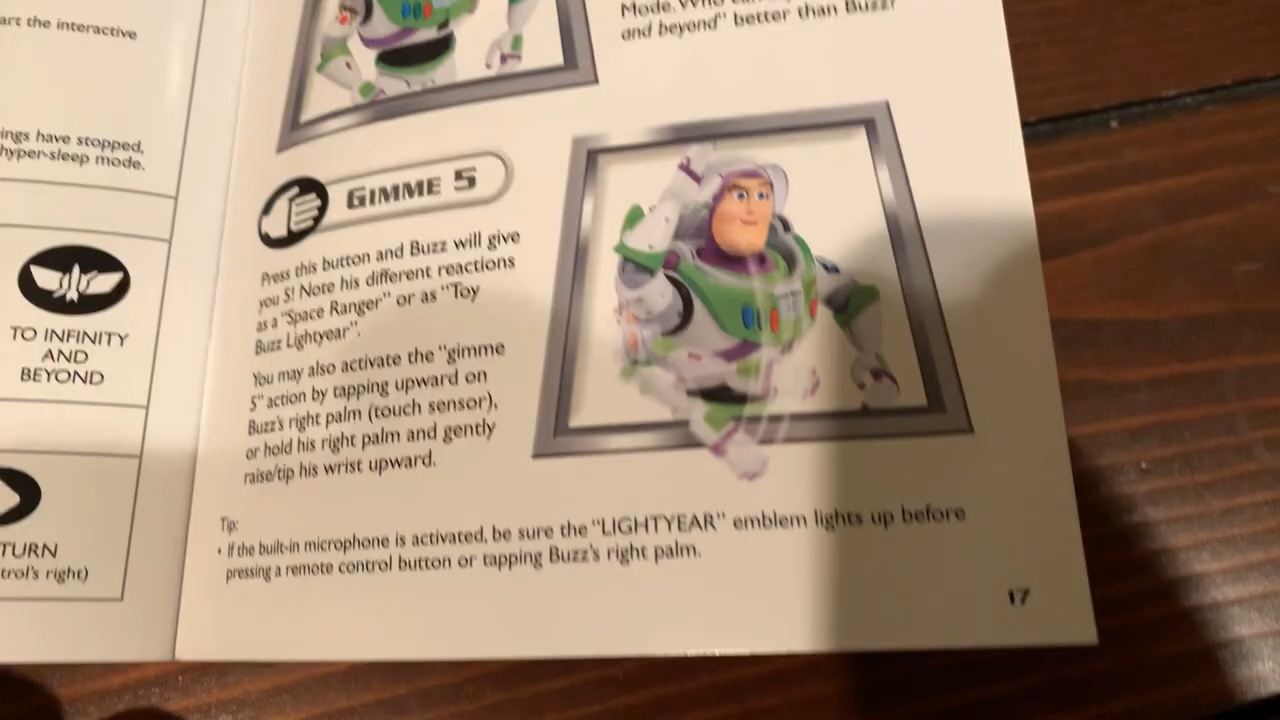 art the interactive
ings have stopped,
hyper-sleep mode.
TO INFINITY
AND
BEYOND
TURN
trol's right)
Mode.
and beyond" better than Buzz?
GIMME 5
Press this button and Buzz will give
you 5! Note his different reactions
as a "Space Ranger" or as "Toy
Buzz Lightyear".
You may also activate the "gimme
5" action by tapping upward on
Buzz's right palm (touch sensor),
or hold his right palm and gently
raise/tip his wrist upward.
Tip:
• If the built-in microphone is activated, be sure the "LIGHTYEAR" emblem lights up before
pressing a remote control button or tapping Buzz's right palm.
17